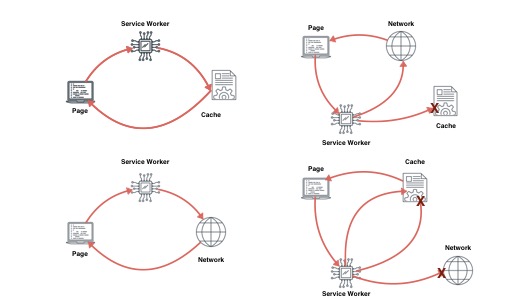 Service Worker
Page
Cache
Page
Network
X
Cache
Service Worker
Service Worker
Page
Network
Page
Cache
X
Network
X
Service Worker